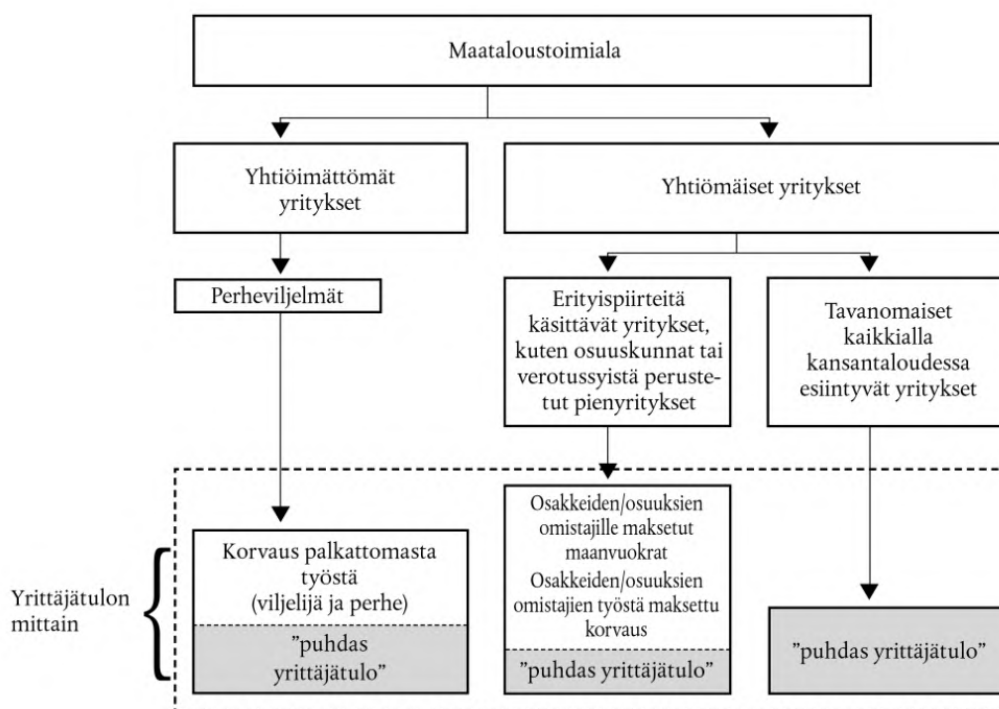 Maataloustoimiala
Yhtiöimättömät
yritykset
Yhtiömäiset yritykset
Perheviljelmät
Erityispiirteitä
käsittävät yritykset,
kuten osuuskunnat tai
verotussyistä peruste-
tut pienyritykset
Tavanomaiset
kaikkialla
kansantaloudessa
esiintyvät yritykset
Yrittäjätulon
mittain
Korvaus palkattomasta
työstä
(viljelijä ja perhe)
”puhdas
yrittäjätulo”
Osakkeiden/osuuksien
omistajille maksetut
maanvuokrat
Osakkeiden/osuuksien
omistajien työstä maksettu
korvaus
”puhdas yrittäjätulo”
”puhdas yrittäjätulo”